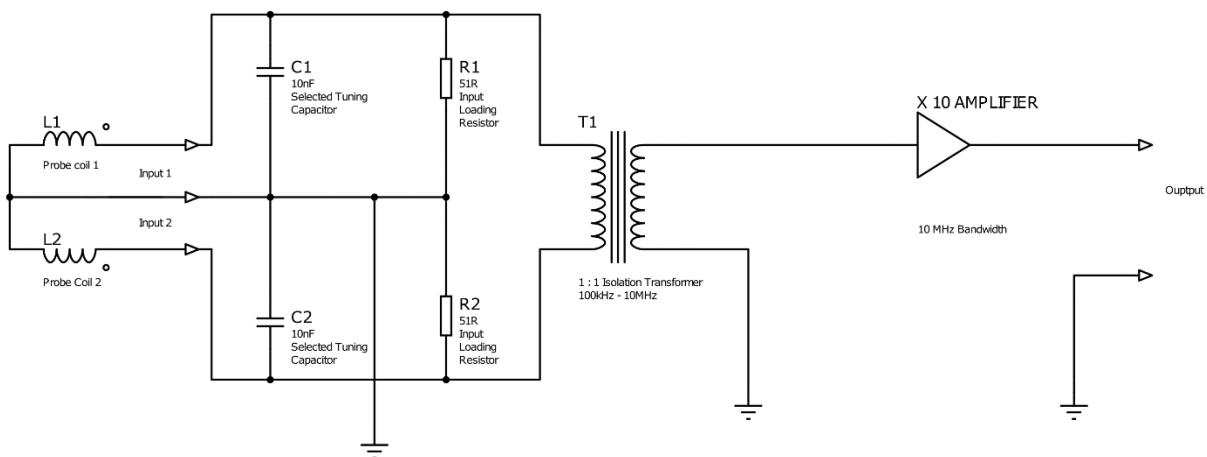 C1
10nF
Selected Tuning
Capacitor
R1
51R
Input
Loading
Resistor
X 10 AMPLIFIER
L1
T1
Probe coil 1
Input 1
Ouptput
Input 2
L2
10 MHz Bandwidth
Probe Coil 2
1 : 1 Isolation Transformer
100kHz - 10MHz
C2
10nF
Selected Tuning
Capacitor
R2
51R
Input
Loading
Resistor